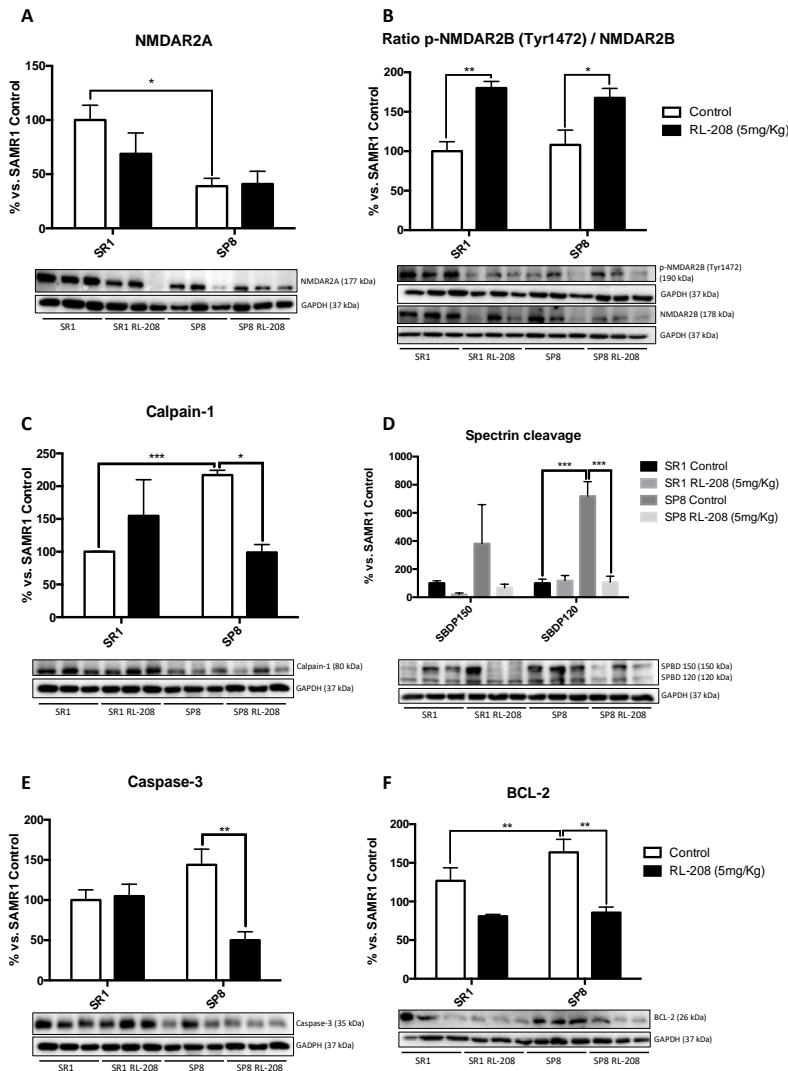 A
NMDAR2A
% vs. SAMR1 Control
150
100
50
0
*
SR1
SP8
NMDAR2A (177 kDa)
GAPDH (37 kDa)
SR1
SR1 RL-208
SP8
SP8 RL-208
B
Ratio p-NMDAR2B (Tyr1472) / NMDAR2B
% vs. SAMR1 Control
200
150
100
50
0
**
*
Control
RL-208 (5mg/Kg)
SR1
SP8
p-NMDAR2B (Tyr1472)
(190 kDa)
GAPDH (37 kDa)
NMDAR2B (178 kDa)
GAPDH (37 kDa)
SR1
SR1 RL-208
SP8
SP8 RL-208
C
Calpain-1
% vs. SAMR1 Control
250
200
150
100
50
0
***
*
SR1
SP8
Calpain-1 (80 kDa)
GAPDH (37 kDa)
SR1
SR1 RL-208
SP8
SP8 RL-208
D
Spectrin cleavage
% vs. SAMR1 Control
1000
800
600
400
200
0
***
***
SR1 Control
SR1 RL-208 (5mg/Kg)
SP8 Control
SP8 RL-208 (5mg/Kg)
SBDP150
SBDP120
SPBD 150 (150 kDa)
SPBD 120 (120 kDa)
GAPDH (37 kDa)
SR1
SR1 RL-208
SP8
SP8 RL-208
E
Caspase-3
% vs. SAMR1 Control
200
150
100
50
0
**
SR1
SP8
Caspase-3 (35 kDa)
GADPH (37 kDa)
SR1
SR1 RL-208
SP8
SP8 RL-208
F
BCL-2
% vs. SAMR1 Control
200
150
100
50
0
**
**
Control
RL-208 (5mg/Kg)
SR1
SP8
BCL-2 (26 kDa)
GAPDH (37 kDa)
SR1
SR1 RL-208
SP8
SP8 RL-208